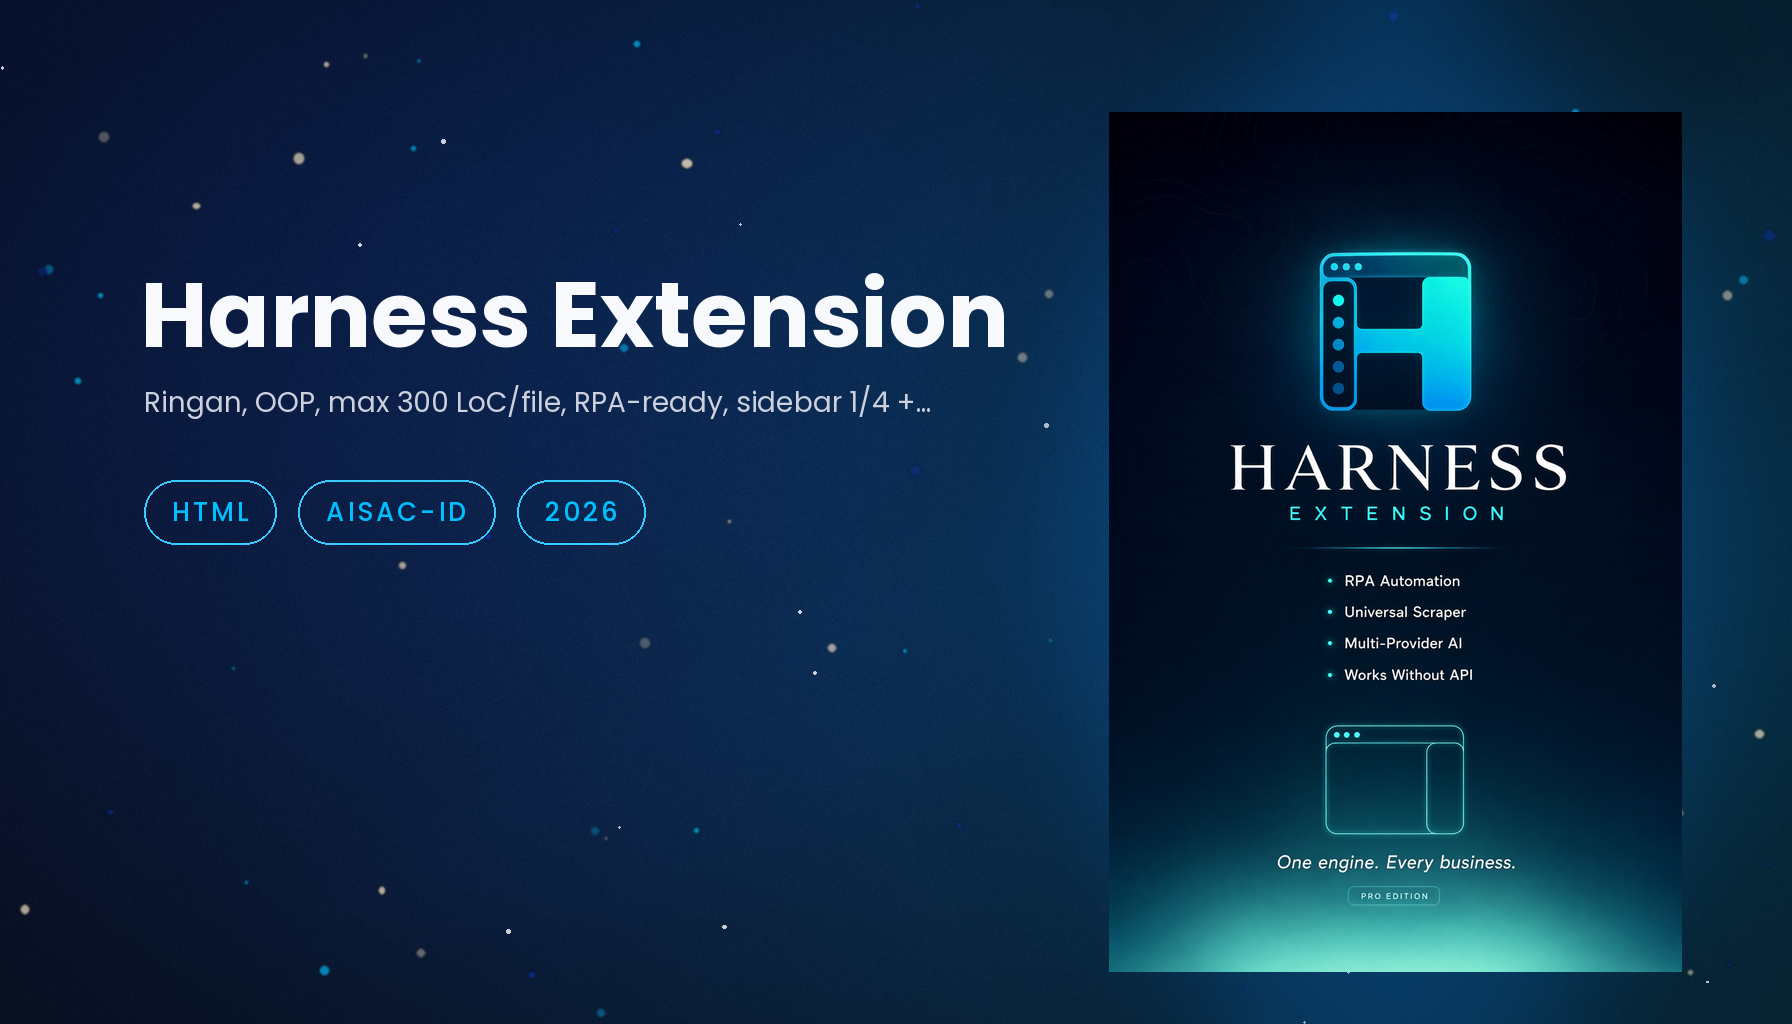 Harness Extension
Ringan, OOP, max 300 LoC/file, RPA-ready, sidebar 1/4 +...
HTML
AISAC-ID
2026
HARNESS
EXTENSION
• RPA Automation
• Universal Scraper
• Multi-Provider AI
• Works Without API
One engine. Every business.
PRO EDITION